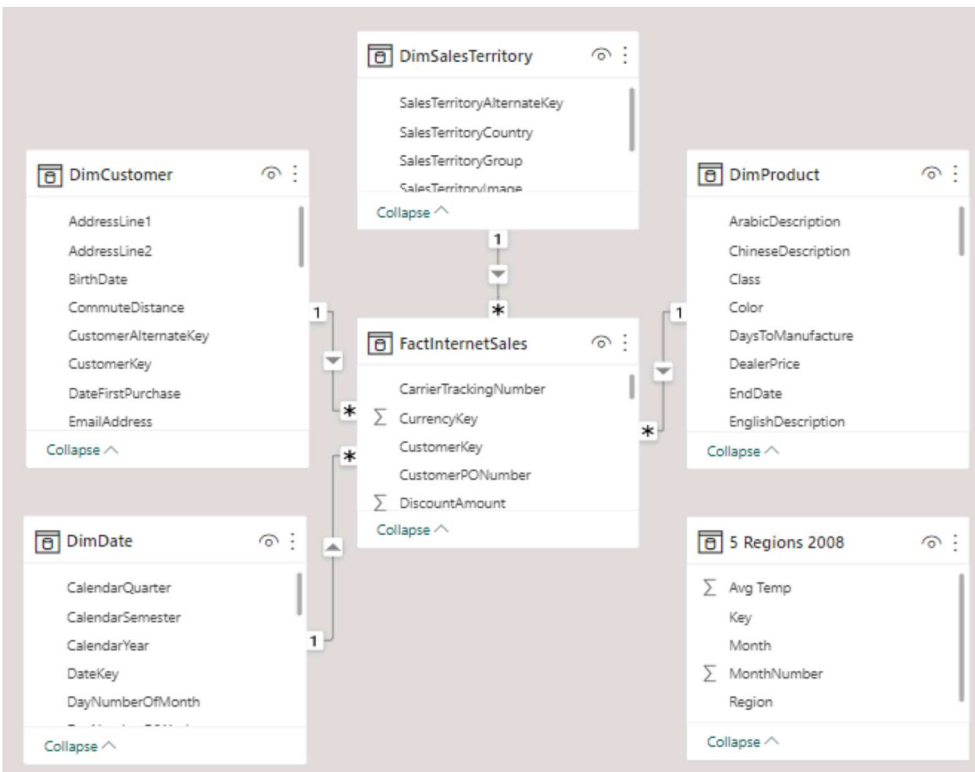 DimSalesTerritory
SalesTerritoryAlternateKey
SalesTerritoryCountry
SalesTerritoryGroup
SalesTerritoryImage
Collapse
1
*
DimCustomer
AddressLine1
AddressLine2
BirthDate
CommuteDistance
CustomerAlternateKey
CustomerKey
DateFirstPurchase
EmailAddress
Collapse
1
*
DimProduct
ArabicDescription
ChineseDescription
Class
Color
DaysToManufacture
DealerPrice
EndDate
EnglishDescription
Collapse
1
*
FactInternetSales
CarrierTrackingNumber
∑ CurrencyKey
CustomerKey
CustomerPONumber
∑ DiscountAmount
Collapse
*
DimDate
CalendarQuarter
CalendarSemester
CalendarYear
DateKey
DayNumberOfMonth
Collapse
1
5 Regions 2008
∑ Avg Temp
Key
Month
∑ MonthNumber
Region
Collapse